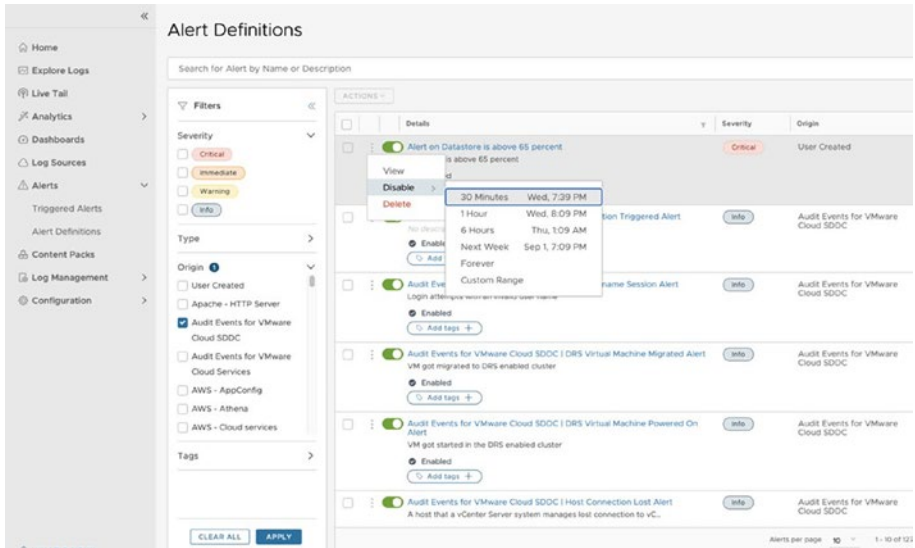 Alert Definitions
Home
Explore Logs
Live Tail
Analytics
Dashboards
Log Sources
Alerts
Triggered Alerts
Alert Definitions
Content Packs
Log Management
Configuration
Search for Alert by Name or Description
Filters
Severity
Critical
Immediate
Warning
Info
Type
Origin 1
User Created
Apache - HTTP Server
Audit Events for VMware
Cloud SDDC
Audit Events for VMware
Cloud Services
AWS - AppConfig
AWS - Athena
AWS - Cloud services
Tags
CLEAR ALL APPLY
ACTIONS
Details Severity Origin
Alert on Datastore is above 65 percent Critical User Created
is above 65 percent
View
Disable
Delete
30 Minutes Wed, 7:39 PM
1 Hour Wed, 8:09 PM
6 Hours Thu, 1:09 AM
Next Week Sep 1, 7:09 PM
Forever
Custom Range
tion Triggered Alert Info Audit Events for VMware
Cloud SDDC
No descri
Enable
Add
Audit Eve name Session Alert Info Audit Events for VMware
Cloud SDDC
Login attempts with an invalid user name
Enabled
Add tags +
Audit Events for VMware Cloud SDDC | DRS Virtual Machine Migrated Alert Info Audit Events for VMware
Cloud SDDC
VM got migrated to DRS enabled cluster
Enabled
Add tags +
Audit Events for VMware Cloud SDDC | DRS Virtual Machine Powered On Info Audit Events for VMware
Alert Cloud SDDC
VM got started in the DRS enabled cluster
Enabled
Add tags +
Audit Events for VMware Cloud SDDC | Host Connection Lost Alert Info Audit Events for VMware
Cloud SDDC
A host that a vCenter Server system manages lost connection to vC...
Alerts per page 10 1 - 10 of